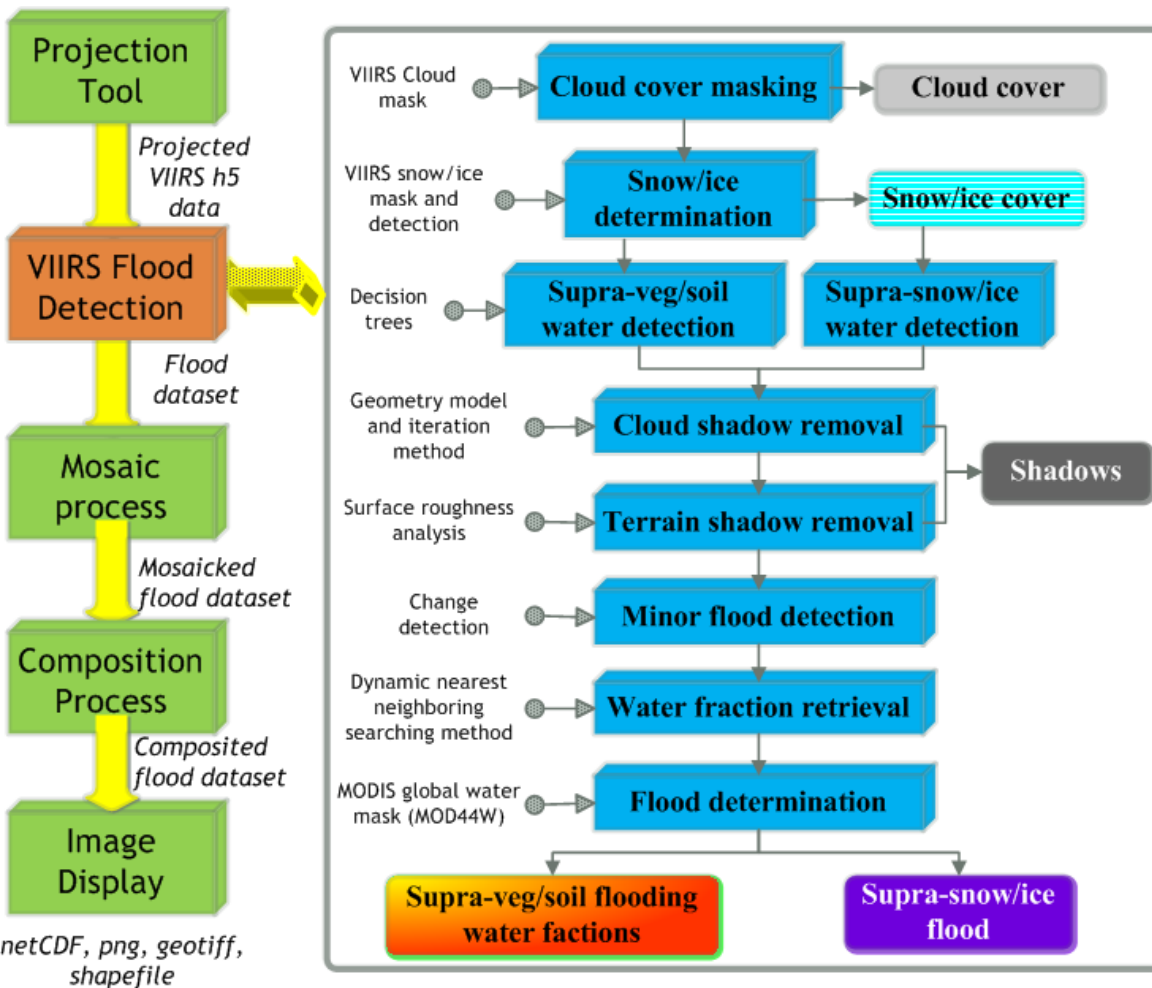 Projection
Tool
Projected
VIIRS h5
data
VIIRS Flood
Detection
Flood
dataset
Mosaic
process
Mosaicked
flood dataset
Composition
Process
Composited
flood dataset
Image
Display
netCDF, png, geotiff,
shapefile
VIIRS Cloud
mask
Cloud cover masking
Cloud cover
VIIRS snow/ice
mask and
detection
Snow/ice
determination
Snow/ice cover
Decision
trees
Supra-veg/soil
water detection
Supra-snow/ice
water detection
Geometry model
and iteration
method
Cloud shadow removal
Shadows
Surface roughness
analysis
Terrain shadow removal
Change
detection
Minor flood detection
Dynamic nearest
neighboring
searching method
Water fraction retrieval
MODIS global water
mask (MOD44W)
Flood determination
Supra-veg/soil flooding
water factions
Supra-snow/ice
flood